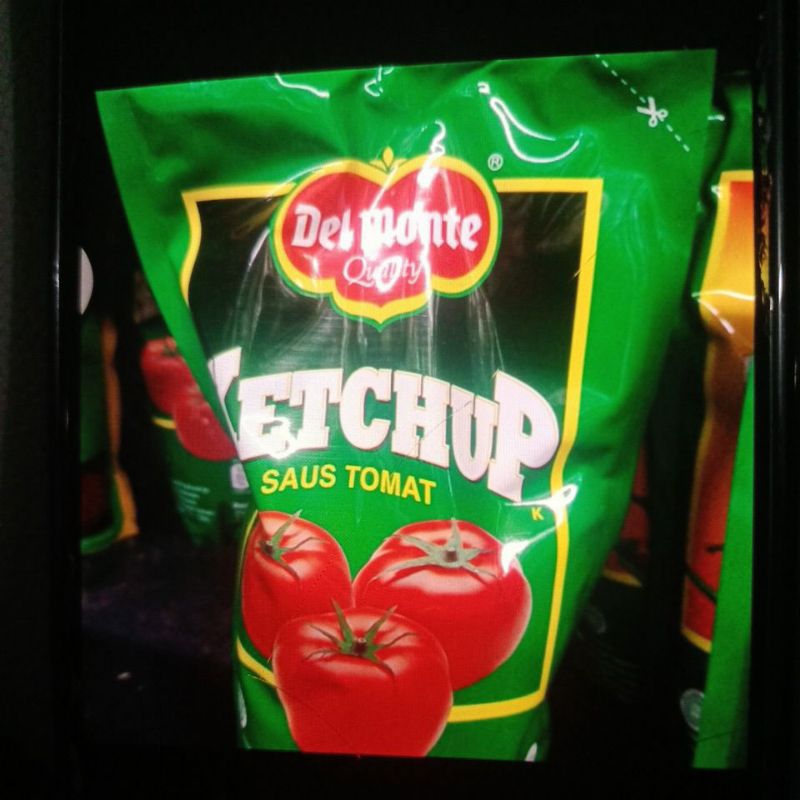 Del Monte
®
Quality
KETCHUP
SAUS TOMAT
K